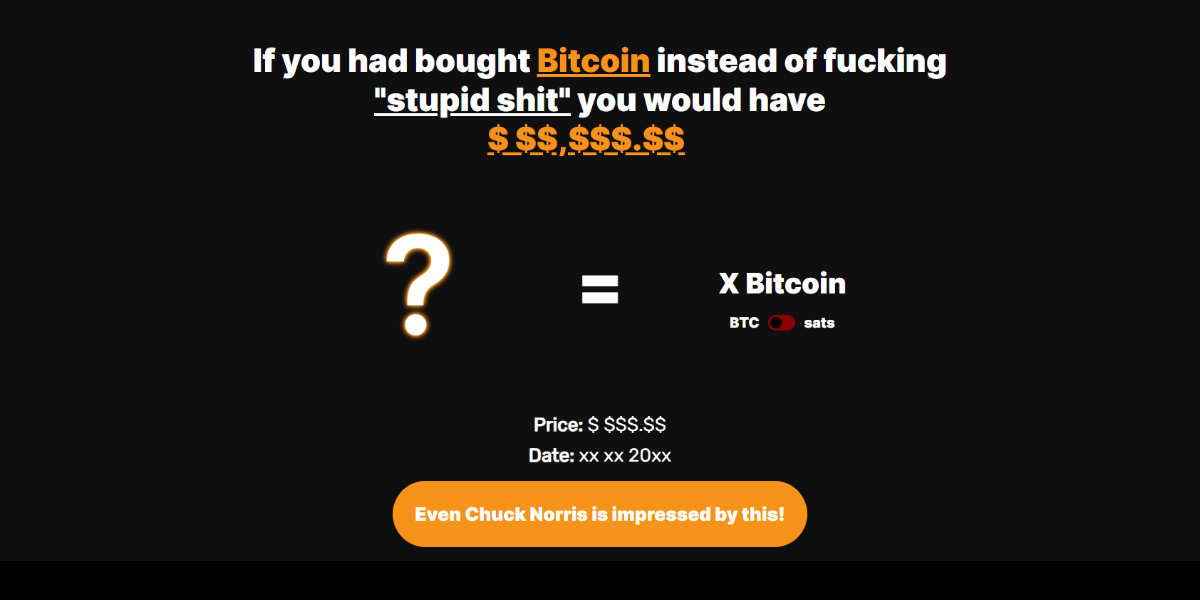 If you had bought Bitcoin instead of fucking
"stupid shit" you would have
$ $$,$$$.$$
?
=
X Bitcoin
BTC sats
Price: $ $$$.$$
Date: xx xx 20xx
Even Chuck Norris is impressed by this!